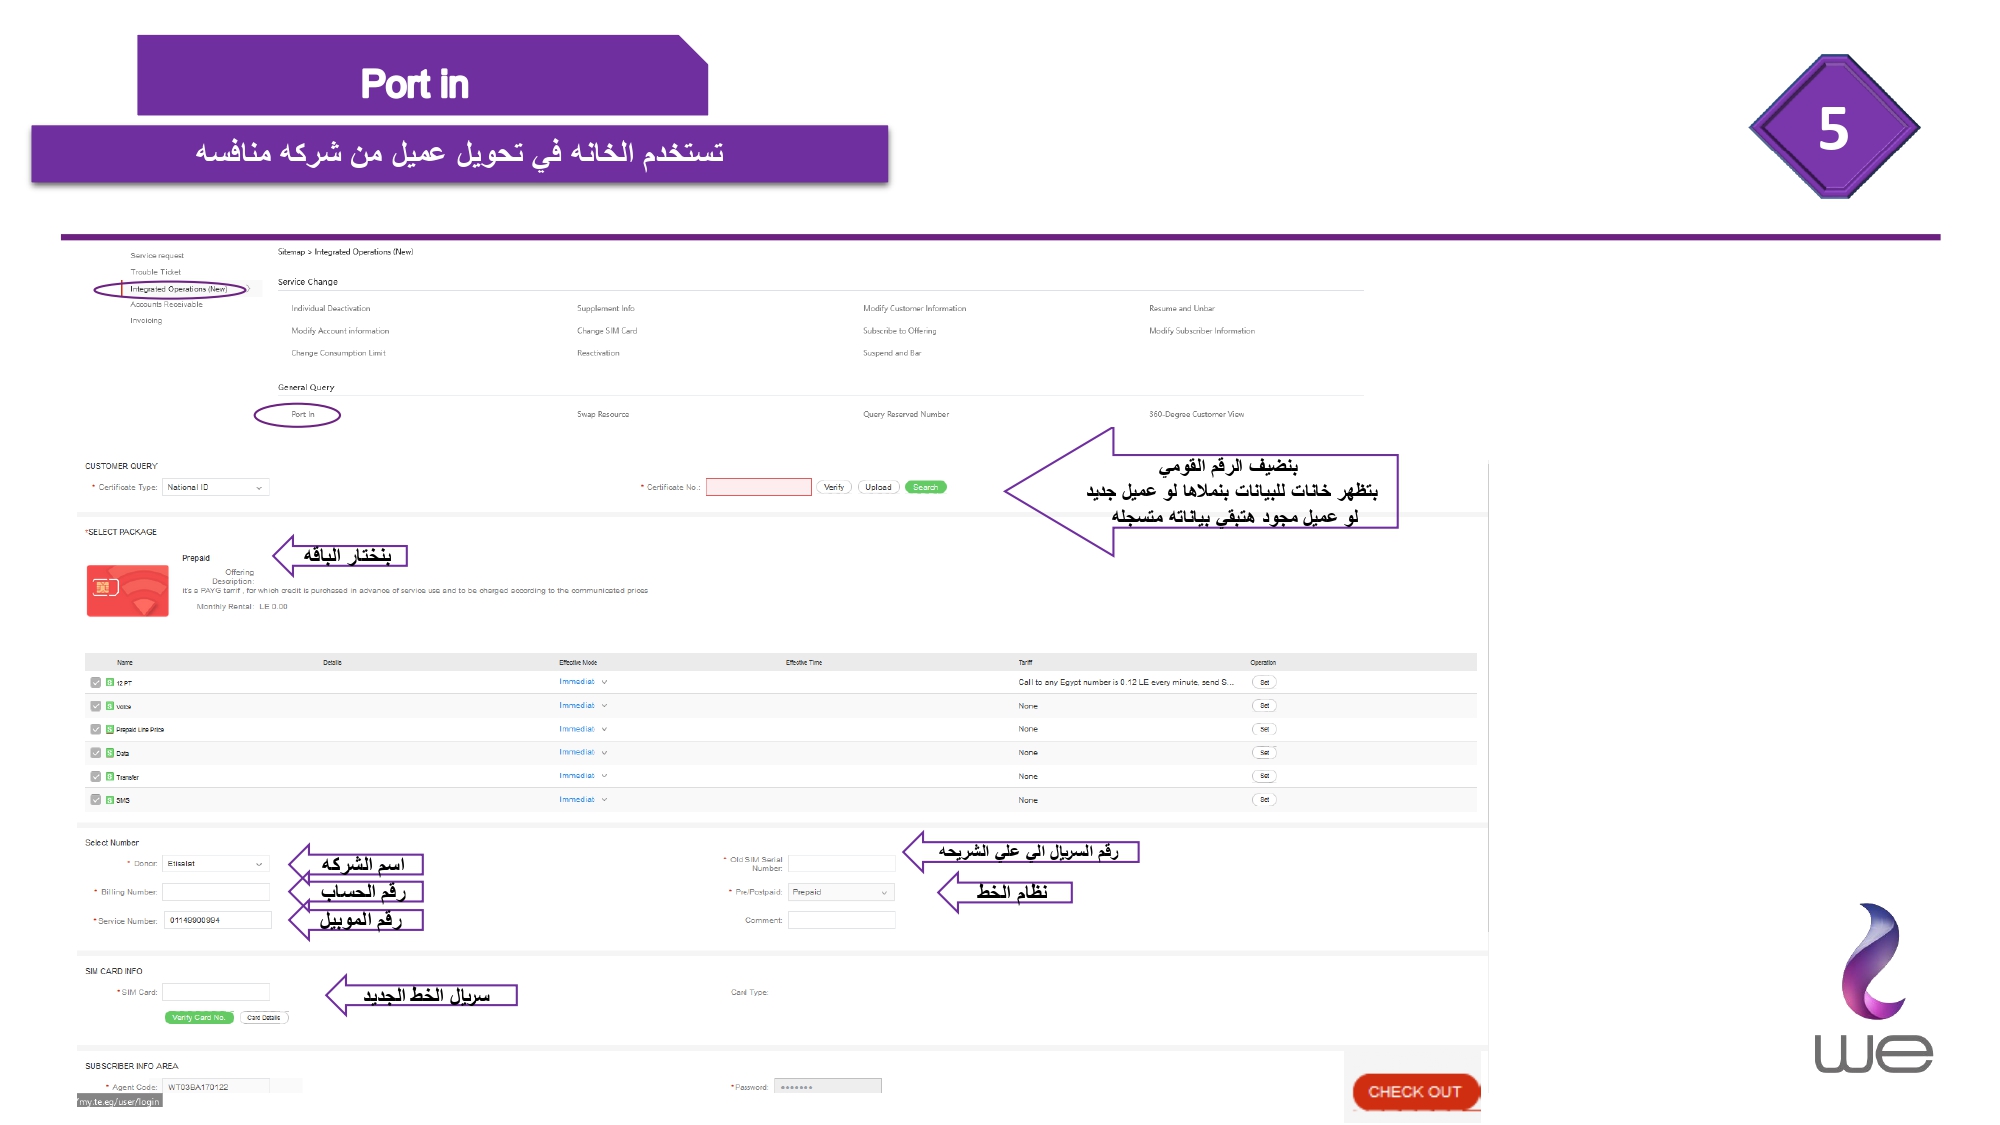 Port in
5
تستخدم الخانه في تحويل عميل من شركه منافسه
Service request
Trouble Ticket
Integrated Operations (New)
Accounts Receivable
Invoicing
Sitemap > Integrated Operations (New)
Service Change
Individual Deactivation Supplement Info Modify Customer Information Resume and Unbar
Modify Account information Change SIM Card Subscribe to Offering Modify Subscriber Information
Change Consumption Limit Reactivation Suspend and Bar
General Query
Port In Swap Resource Query Reserved Number 360-Degree Customer View
بنضيف الرقم القومي
بتظهر خانات للبيانات بنملاها لو عميل جديد
لو عميل مجود هتبقي بياناته متسجله
CUSTOMER QUERY
* Certificate Type: National ID * Certificate No.: Verify Upload Search
*SELECT PACKAGE
بنختار الباقه
Prepaid
Offering
Description:
it's a PAYG tarrif , for which credit is purchased in advance of service use and to be charged according to the communicated prices
Monthly Rental: LE 0.00
Name Details Effective Mode Effective Time Tariff Operation
12 PT Immediat Call to any Egypt number is 0.12 LE every minute, send S... Set
Voice Immediat None Set
Prepaid Line Price Immediat None Set
Data Immediat None Set
Transfer Immediat None Set
SMS Immediat None Set
Select Number
* Donor: Etisalat اسم الشركه * Old SIM Serial Number: رقم السريال الي علي الشريحه
* Billing Number: رقم الحساب * Pre/Postpaid: Prepaid نظام الخط
* Service Number: 01149900994 رقم الموبيل Comment:
SIM CARD INFO
* SIM Card: سريال الخط الجديد Card Type:
Verify Card No. Card Details
SUBSCRIBER INFO AREA
* Agent Code: WT03BA170122 * Password: •••••••
/my.te.eg/user/login
CHECK OUT
we